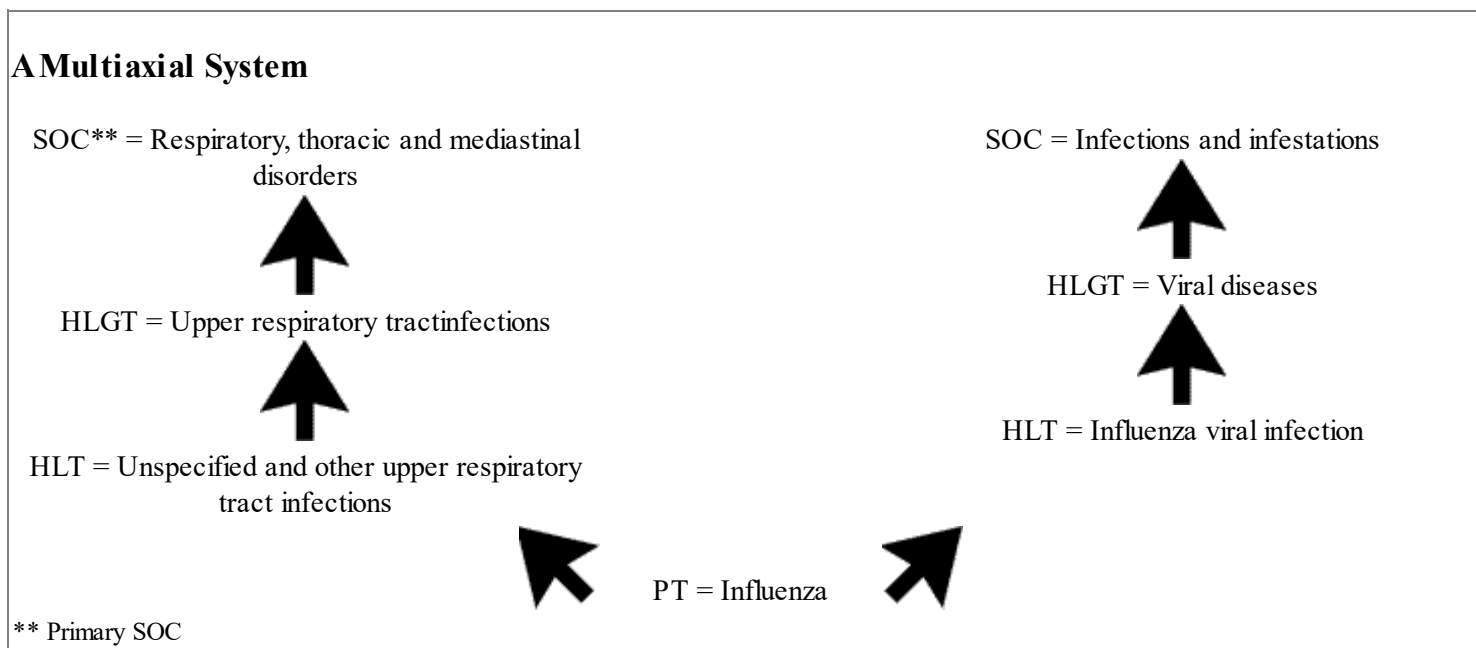 A Multiaxial System
SOC** = Respiratory, thoracic and mediastinal
disorders
HLGT = Upper respiratory tractinfections
HLT = Unspecified and other upper respiratory
tract infections
SOC = Infections and infestations
HLGT = Viral diseases
HLT = Influenza viral infection
PT = Influenza
** Primary SOC